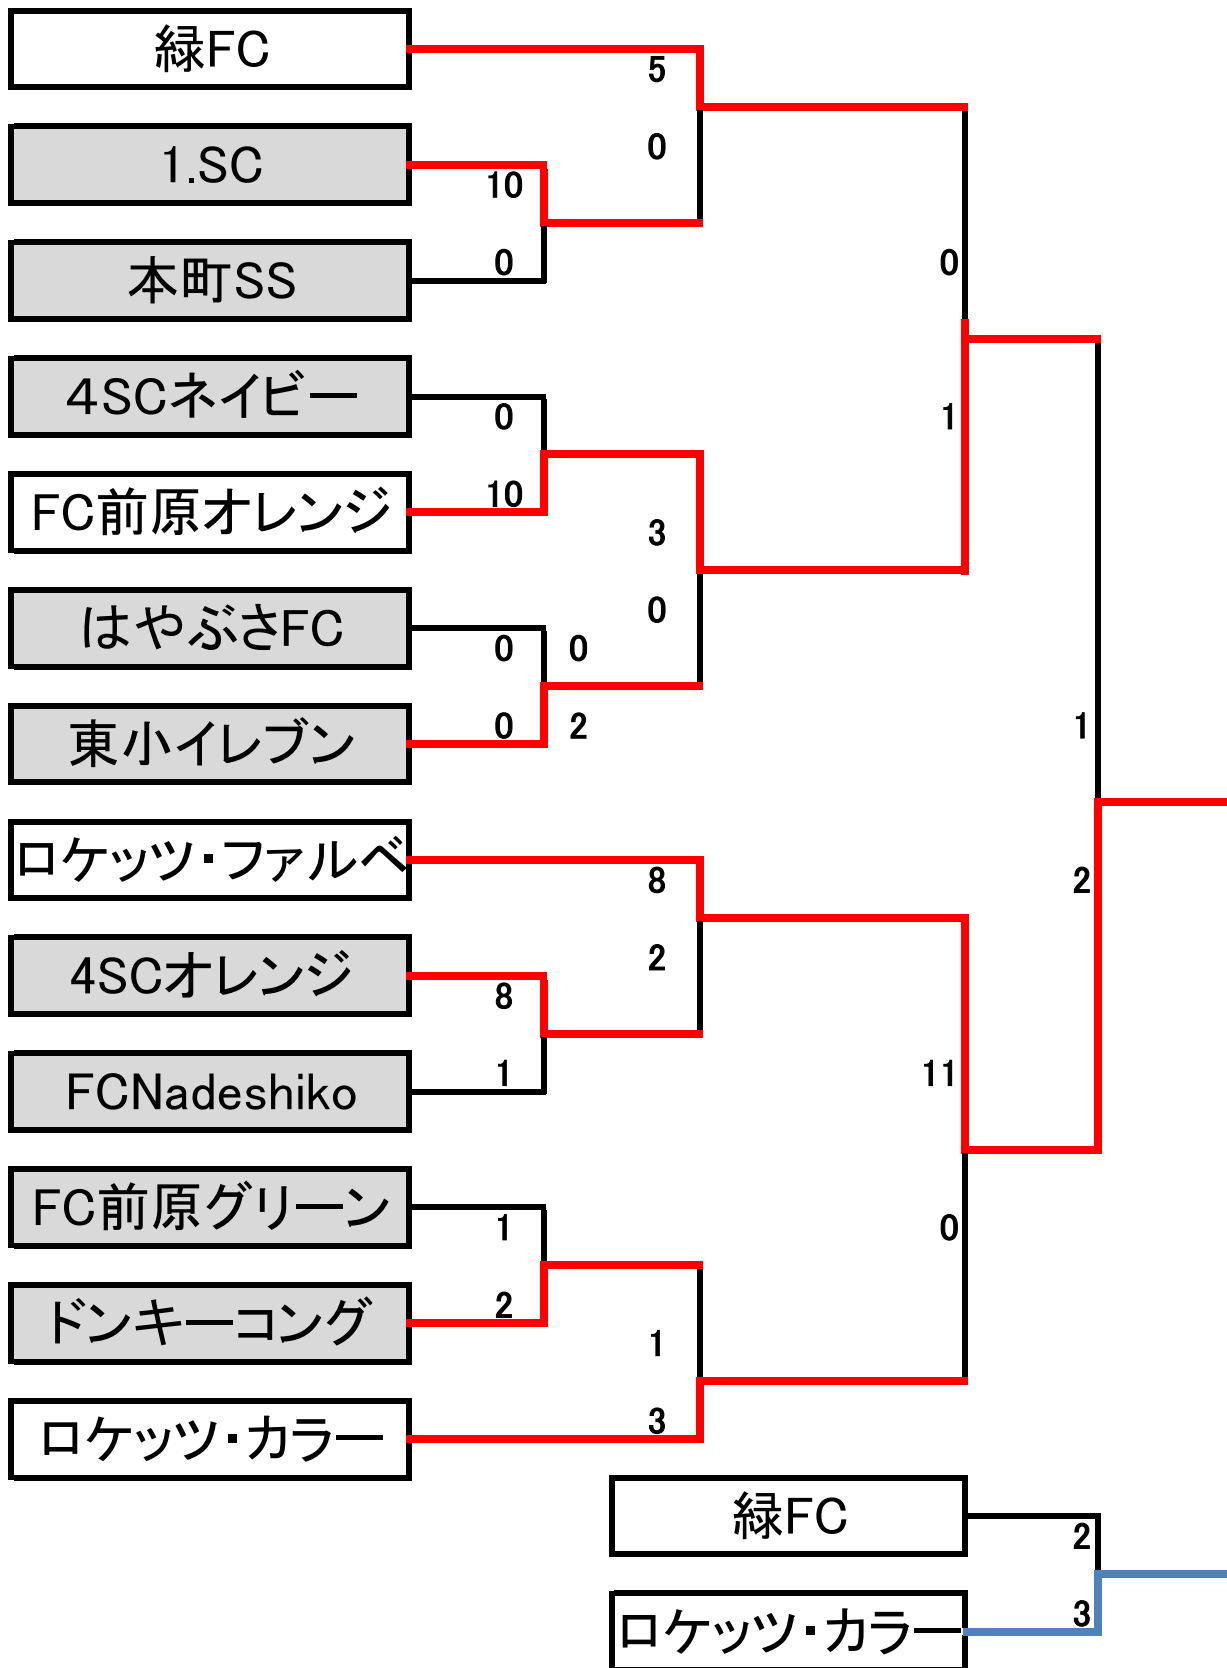 緑FC
5
0
1.SC
10
0
本町SS
0
4SCネイビー
0
1
FC前原オレンジ
10
3
0
はやぶさFC
0 0
東小イレブン
0 2
1
ロケッツ・ファルベ
8
2
2
4SCオレンジ
8
1
11
FCNadeshiko
FC前原グリーン
1
0
ドンキーコング
2
1
3
ロケッツ・カラー
緑FC
2
ロケッツ・カラー
3